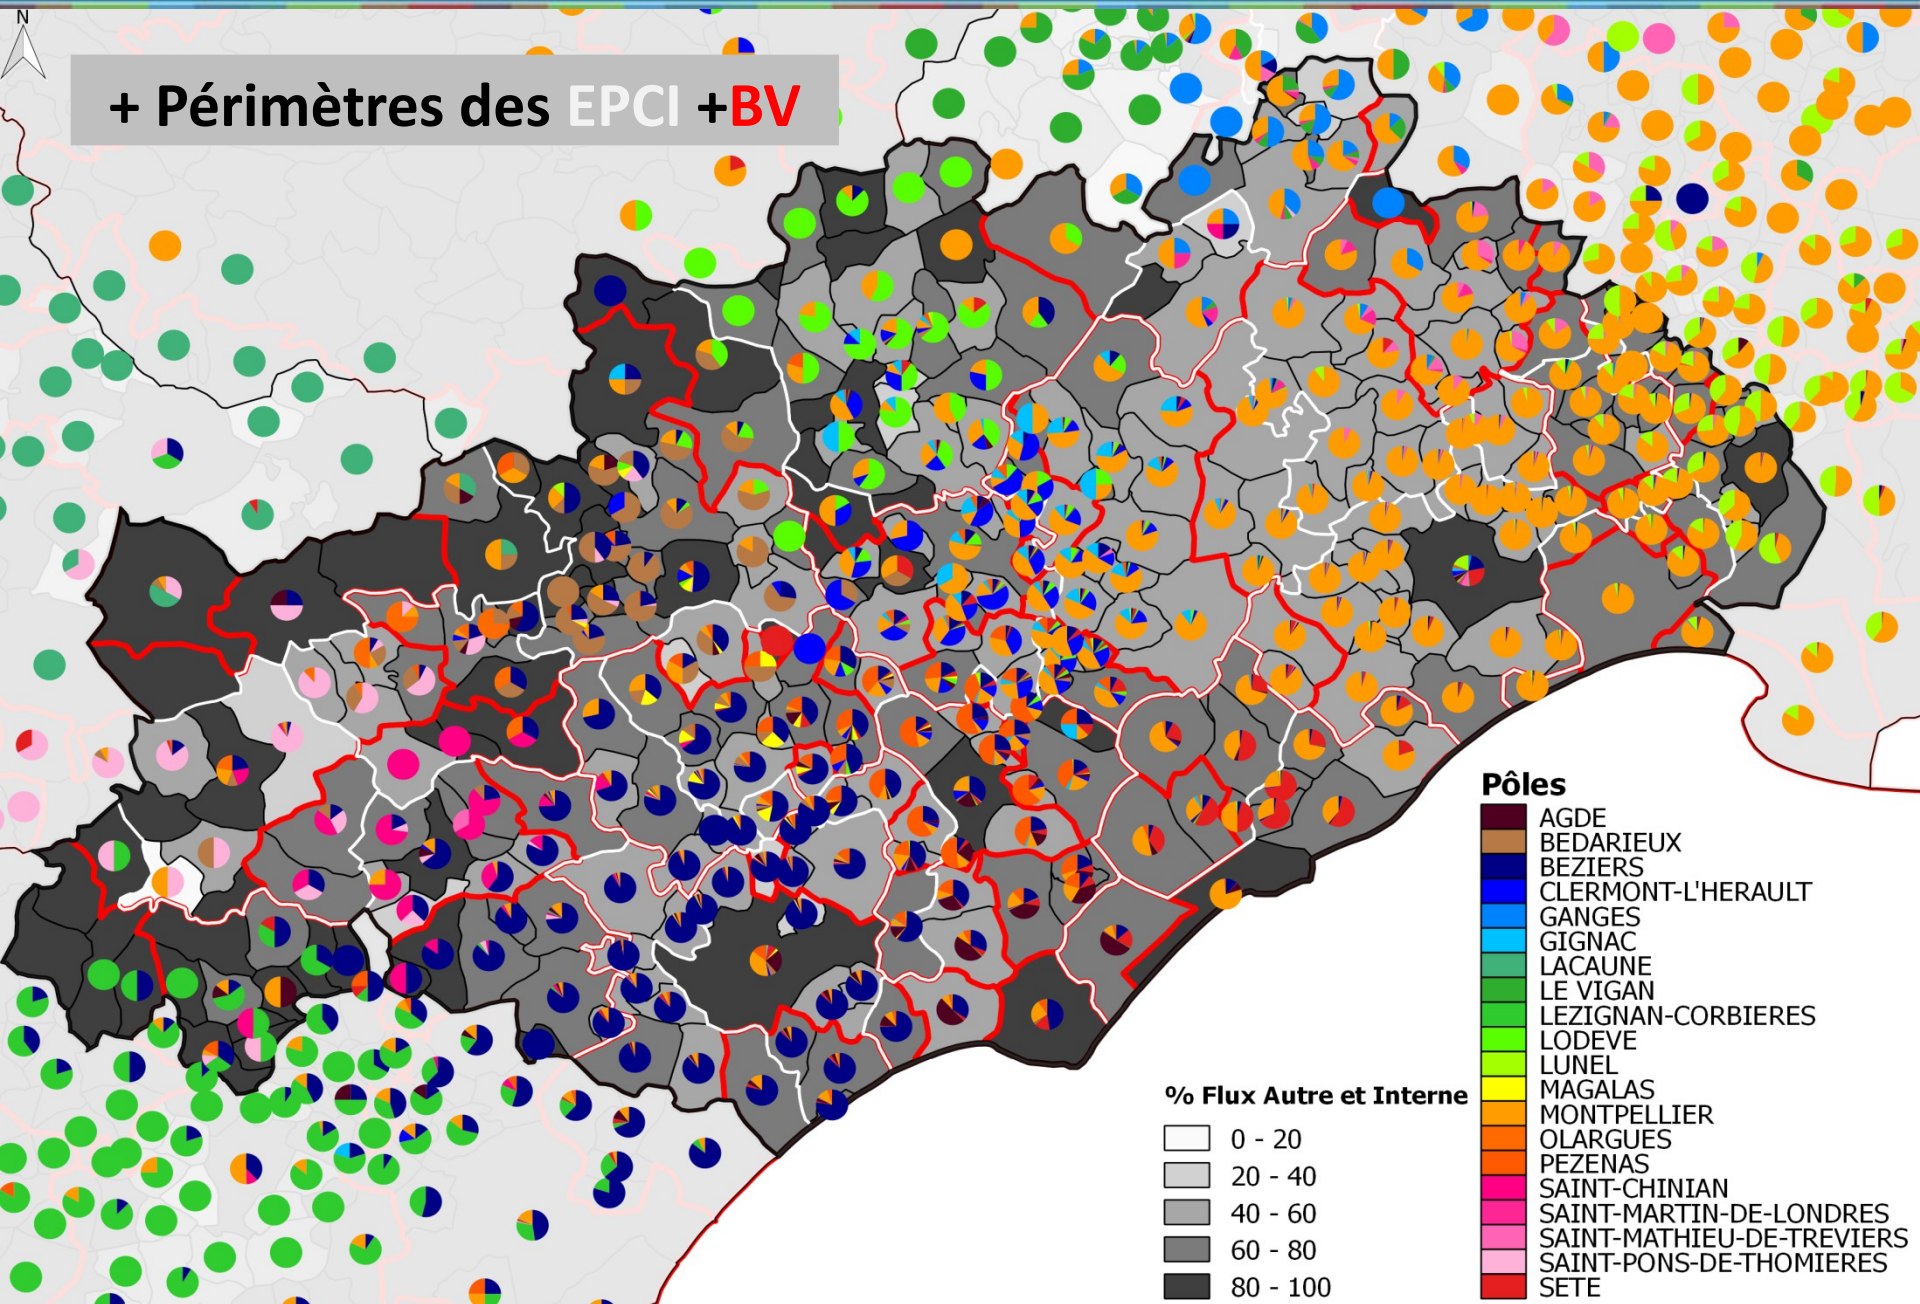 N
+ Périmètres des EPCI +BV
% Flux Autre et Interne
0 - 20
20 - 40
40 - 60
60 - 80
80 - 100
Pôles
AGDE
BEDARIEUX
BEZIERS
CLERMONT-L'HERAULT
GANGES
GIGNAC
LACAUNE
LE VIGAN
LEZIGNAN-CORBIERES
LODEVE
LUNEL
MAGALAS
MONTPELLIER
OLARGUES
PEZENAS
SAINT-CHINIAN
SAINT-MARTIN-DE-LONDRES
SAINT-MATHIEU-DE-TREVIERS
SAINT-PONS-DE-THOMIERES
SETE